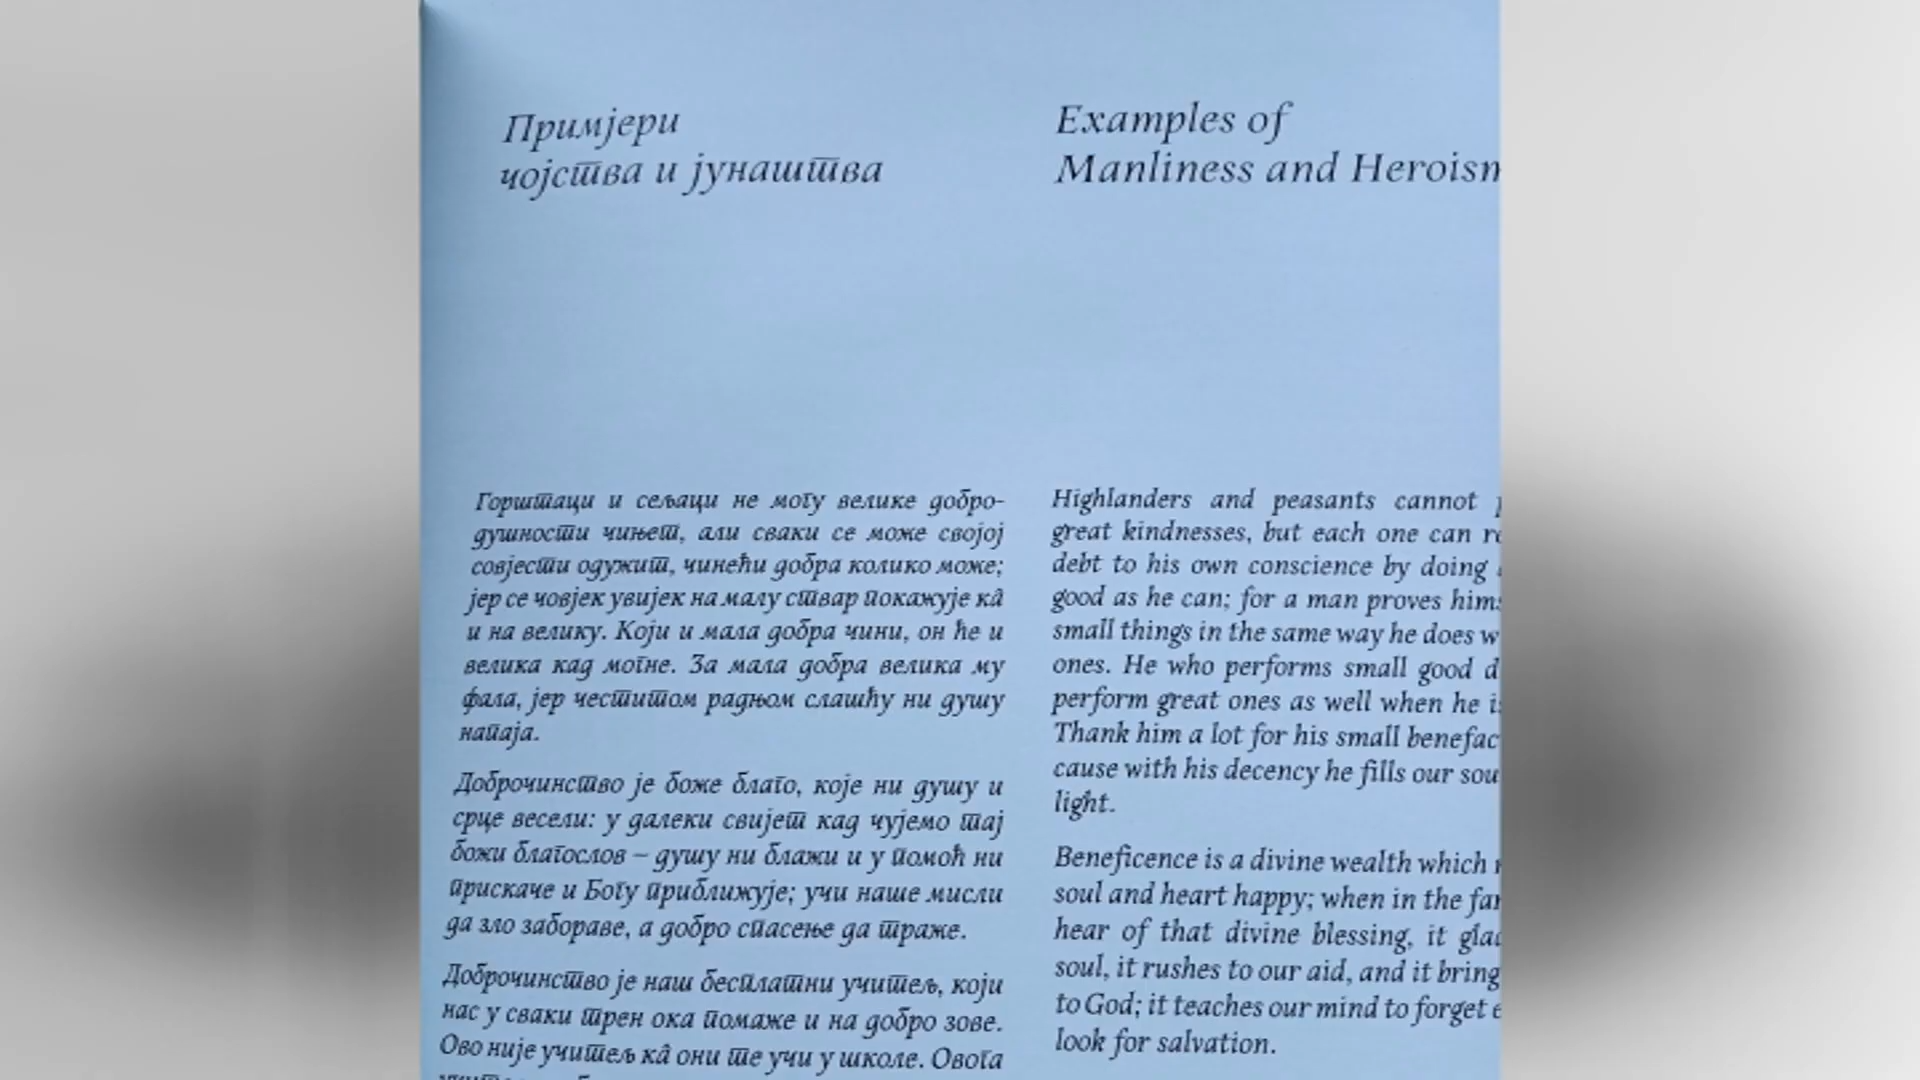 Примјери
чојства и јунаштва
Горштаци и сељаци не могу велике добро-
душности чињет, али сваки се може својој
совјести одужит, чинећи добра колико може;
јер се човјек увијек на малу ствар покажује кâ
и на велику. Који и мала добра чини, он ће и
велика кад могне. За мала добра велика му
фала, јер честитом радњом слашћу ни душу
напаја.
Доброчинство је боже благо, које ни душу и
срце весели: у далеки свијет кад чујемо тај
божи благослов – душу ни блажи и у помоћ ни
прискаче и Богу приближује; учи наше мисли
да зло забораве, а добро спасење да траже.
Доброчинство је наш бесплатни учитељ, који
нас у сваки трен ока помаже и на добро зове.
Ово није учитељ кâ они те учи у школе. Овога
Examples of
Manliness and Heroism
Highlanders and peasants cannot
great kindnesses, but each one can
debt to his own conscience by doing
good as he can; for a man proves
small things in the same way he does
ones. He who performs small good
perform great ones as well when he
Thank him a lot for his small
cause with his decency he fills our
light.
Beneficence is a divine wealth which
soul and heart happy; when in the
hear of that divine blessing, it
soul, it rushes to our aid, and it
to God; it teaches our mind to forget
look for salvation.